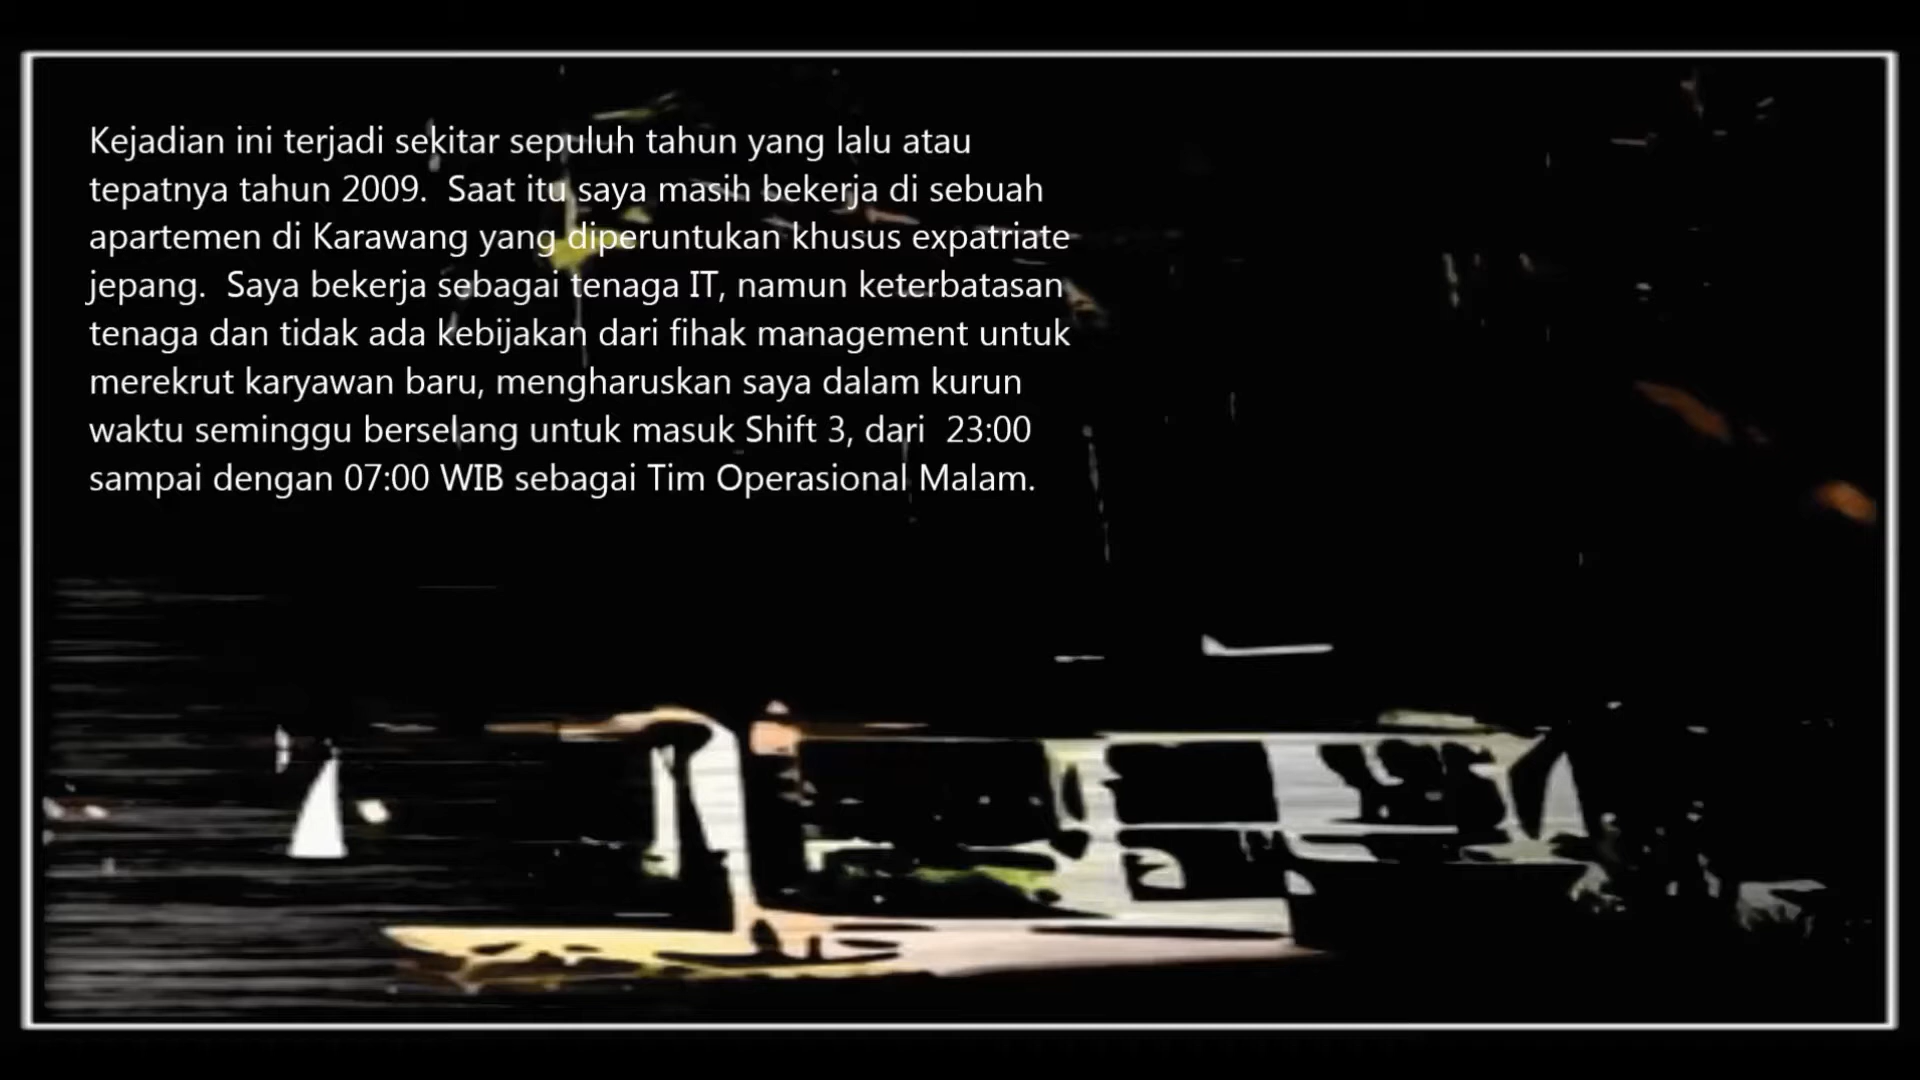 Kejadian ini terjadi sekitar sepuluh tahun yang lalu atau
tepatnya tahun 2009.  Saat itu saya masih bekerja di sebuah
apartemen di Karawang yang diperuntukan khusus expatriate
jepang.  Saya bekerja sebagai tenaga IT, namun keterbatasan
tenaga dan tidak ada kebijakan dari fihak management untuk
merekrut karyawan baru, mengharuskan saya dalam kurun
waktu seminggu berselang untuk masuk Shift 3, dari  23:00
sampai dengan 07:00 WIB sebagai Tim Operasional Malam.